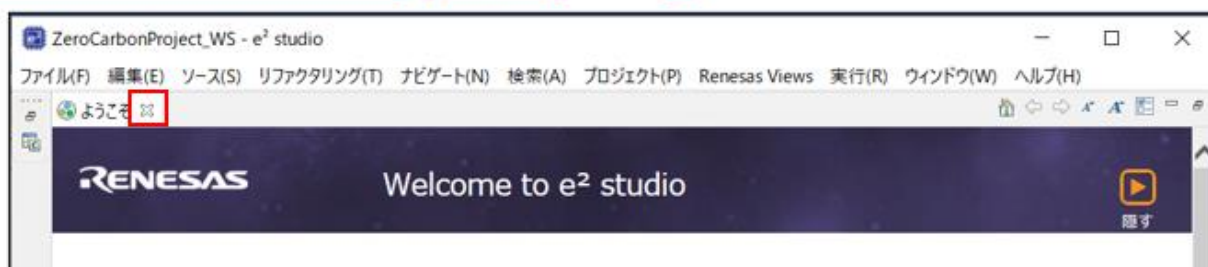 ZeroCarbonProject_WS - e² studio
ファイル(F) 編集(E) ソース(S) リファクタリング(T) ナビゲート(N) 検索(A) プロジェクト(P) Renesas Views 実行(R) ウィンドウ(W) ヘルプ(H)
ようこそ
RENESAS Welcome to e² studio
隠す